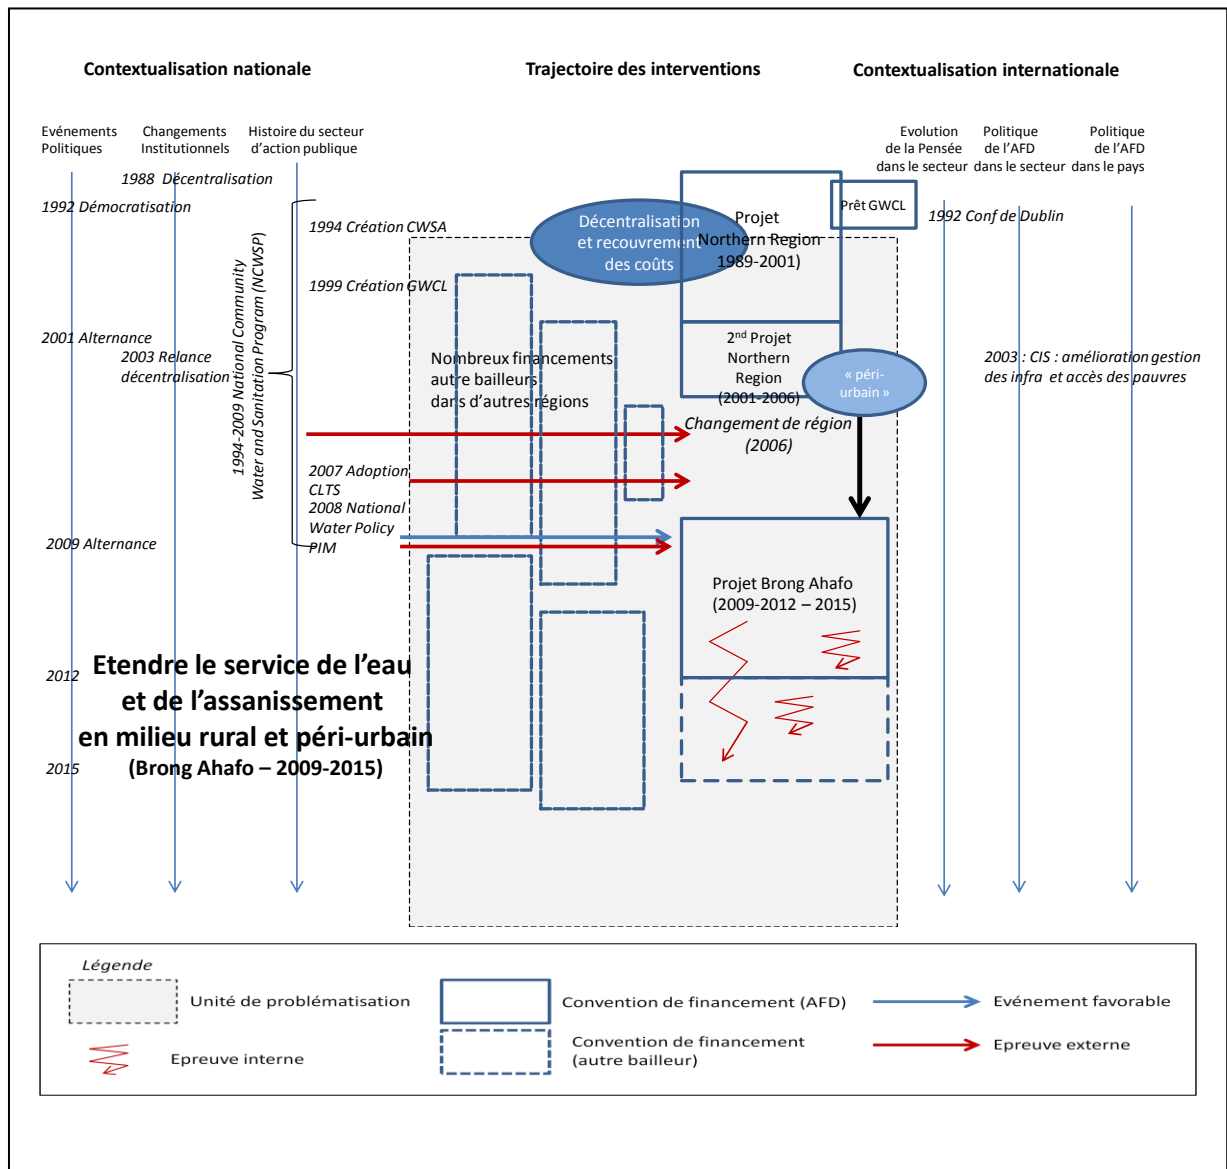 Contextualisation nationale
Trajectoire des interventions
Contextualisation internationale
Evénements
Politiques
Changements
Institutionnels
Histoire du secteur
d’action publique
Evolution
de la Pensée
dans le secteur
Politique
de l’AFD
dans le secteur
Politique
de l’AFD
dans le pays
1988 Décentralisation
1992 Démocratisation
1994-2009 National Community
Water and Sanitation Program (NCWSP)
1994 Création CWSA
1999 Création GWCL
Décentralisation
et recouvrement
des coûts
Projet
Northern Region
1989-2001)
Prêt GWCL
1992 Conf de Dublin
2001 Alternance
2003 Relance
décentralisation
Nombreux financements
autre bailleurs
dans d’autres régions
2nd Projet
Northern
Region
(2001-2006)
« péri-
urbain »
2003 : CIS : amélioration gestion
des infra et accès des pauvres
Changement de région
(2006)
2007 Adoption
CLTS
2008 National
Water Policy
PIM
2009 Alternance
Projet Brong Ahafo
(2009-2012 – 2015)
Etendre le service de l’eau
et de l’assanissement
en milieu rural et péri-urbain
(Brong Ahafo – 2009-2015)
2012
2015
Légende
Unité de problématisation
Convention de financement (AFD)
Evénement favorable
Epreuve interne
Convention de financement
(autre bailleur)
Epreuve externe